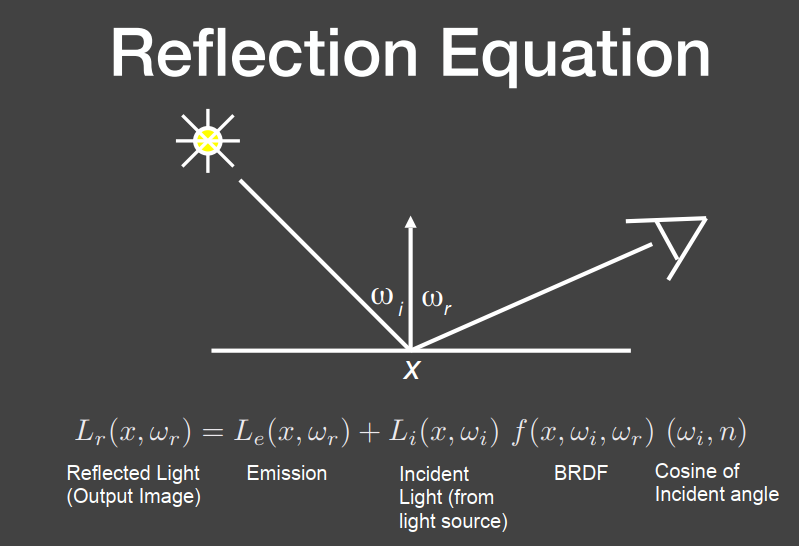 Reflection Equation
ω i ω r
x
L_r(x, ω_r) = L_e(x, ω_r) + L_i(x, ω_i) f(x, ω_i, ω_r) (ω_i, n)
Reflected Light
(Output Image)
Emission
Incident
Light (from
light source)
BRDF
Cosine of
Incident angle